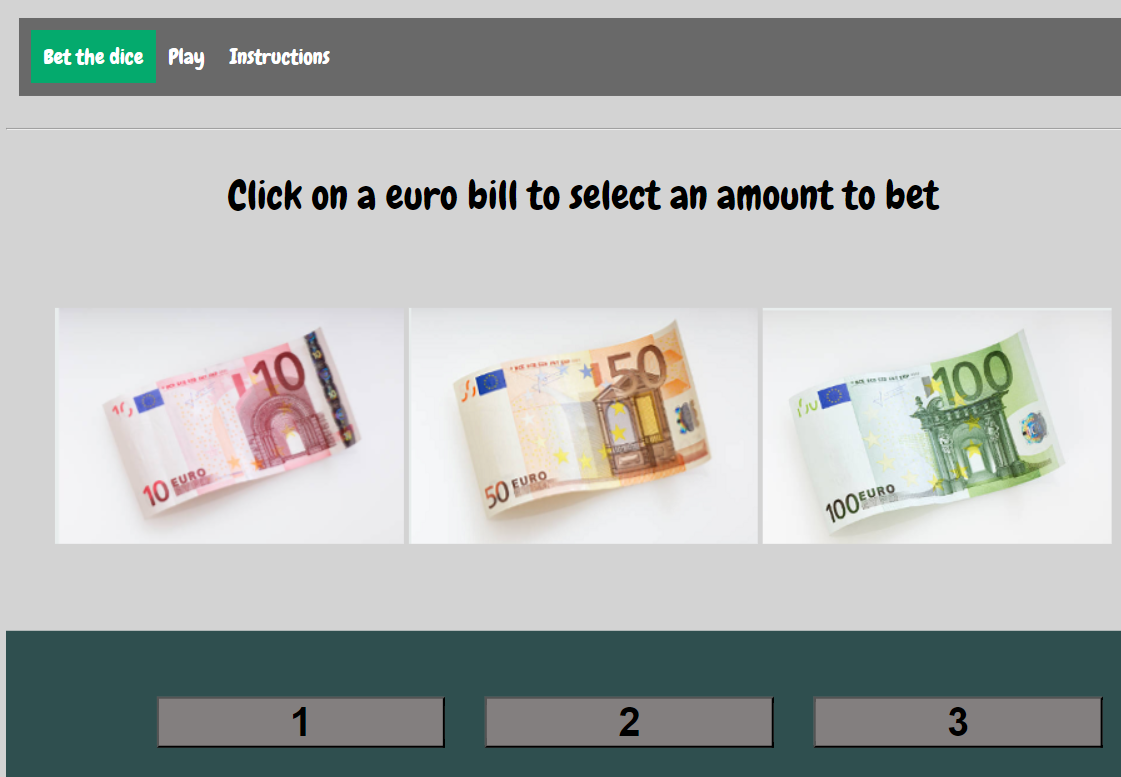 Bet the dice Play Instructions
Click on a euro bill to select an amount to bet
10 50 100
10 EURO 50 EURO 100 EURO
1 2 3